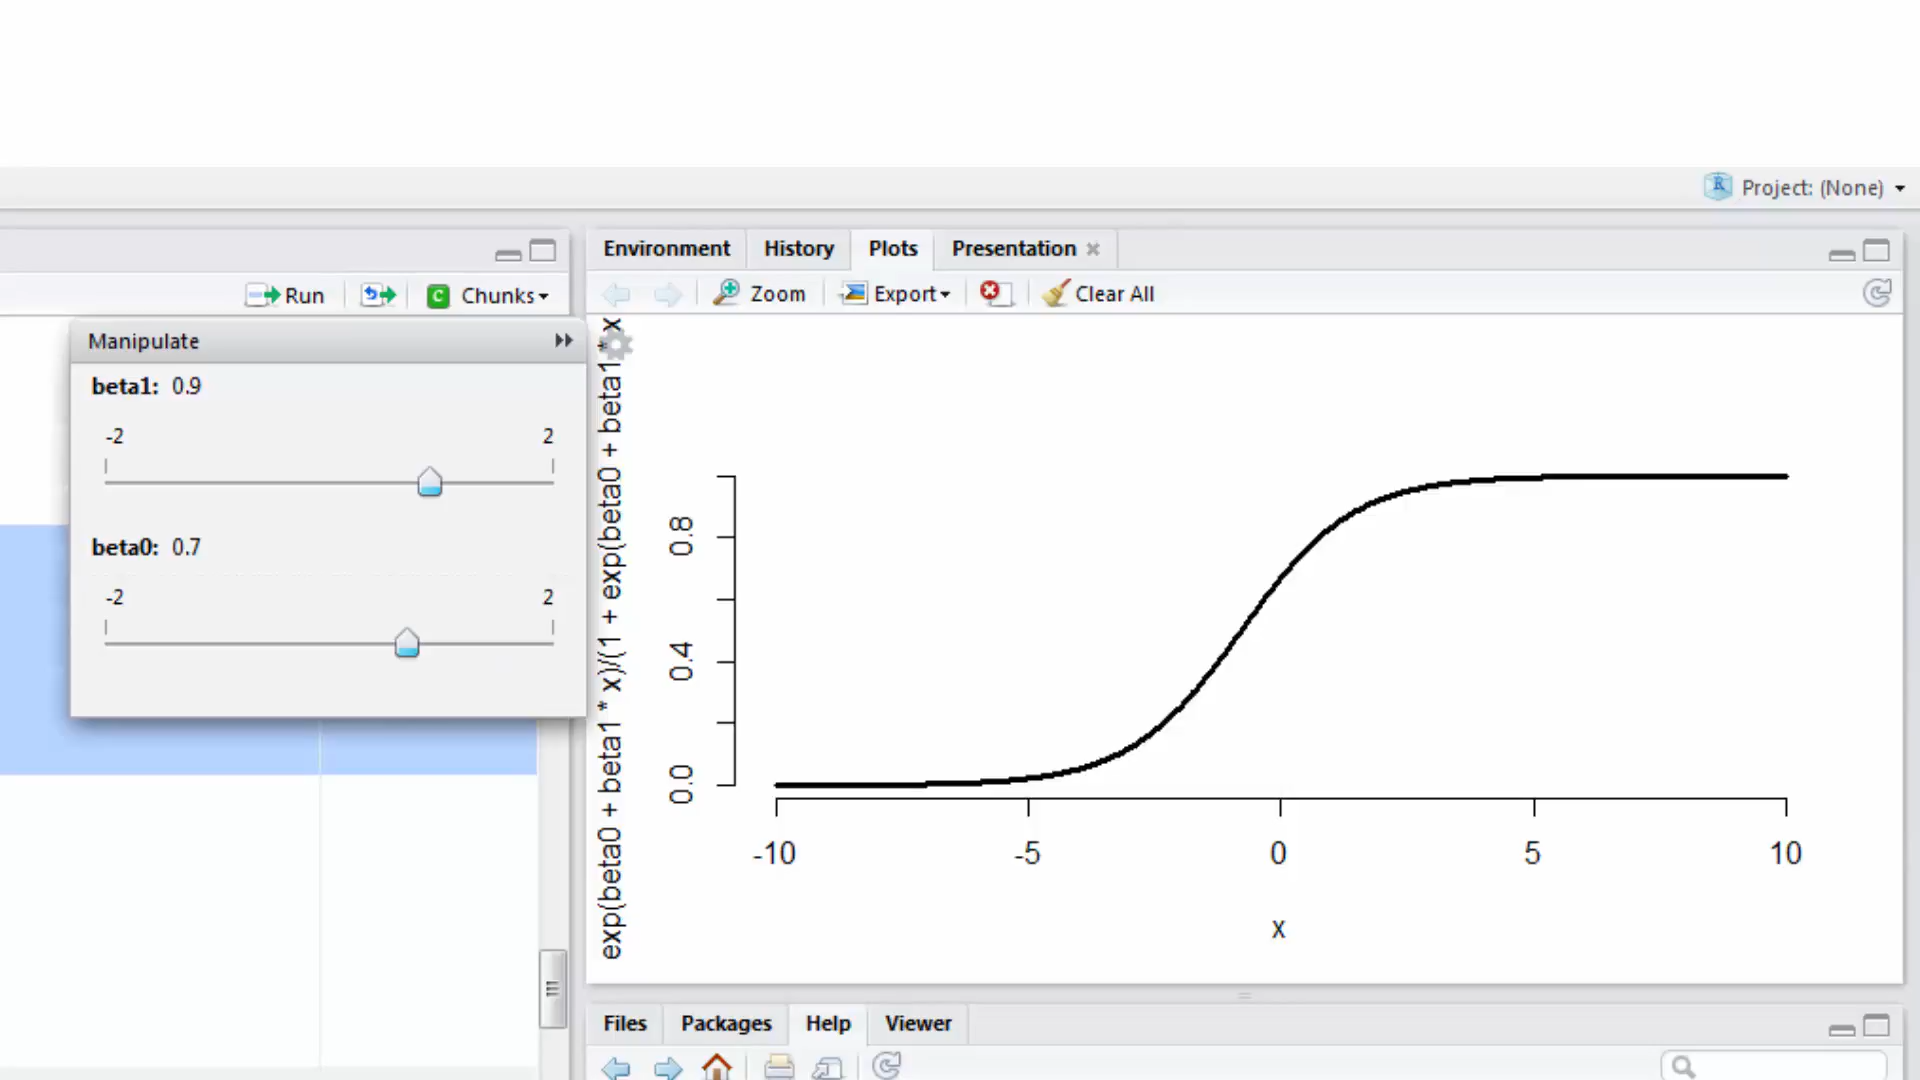 Project: (None)
Environment History Plots Presentation
Run Chunks
Zoom Export Clear All
Manipulate
beta1: 0.9
-2 2
beta0: 0.7
-2 2
exp(beta0 + beta1 * x)/(1 + exp(beta0 + beta1 * x
0.8
0.4
0.0
-10 -5 0 5 10
x
Files Packages Help Viewer